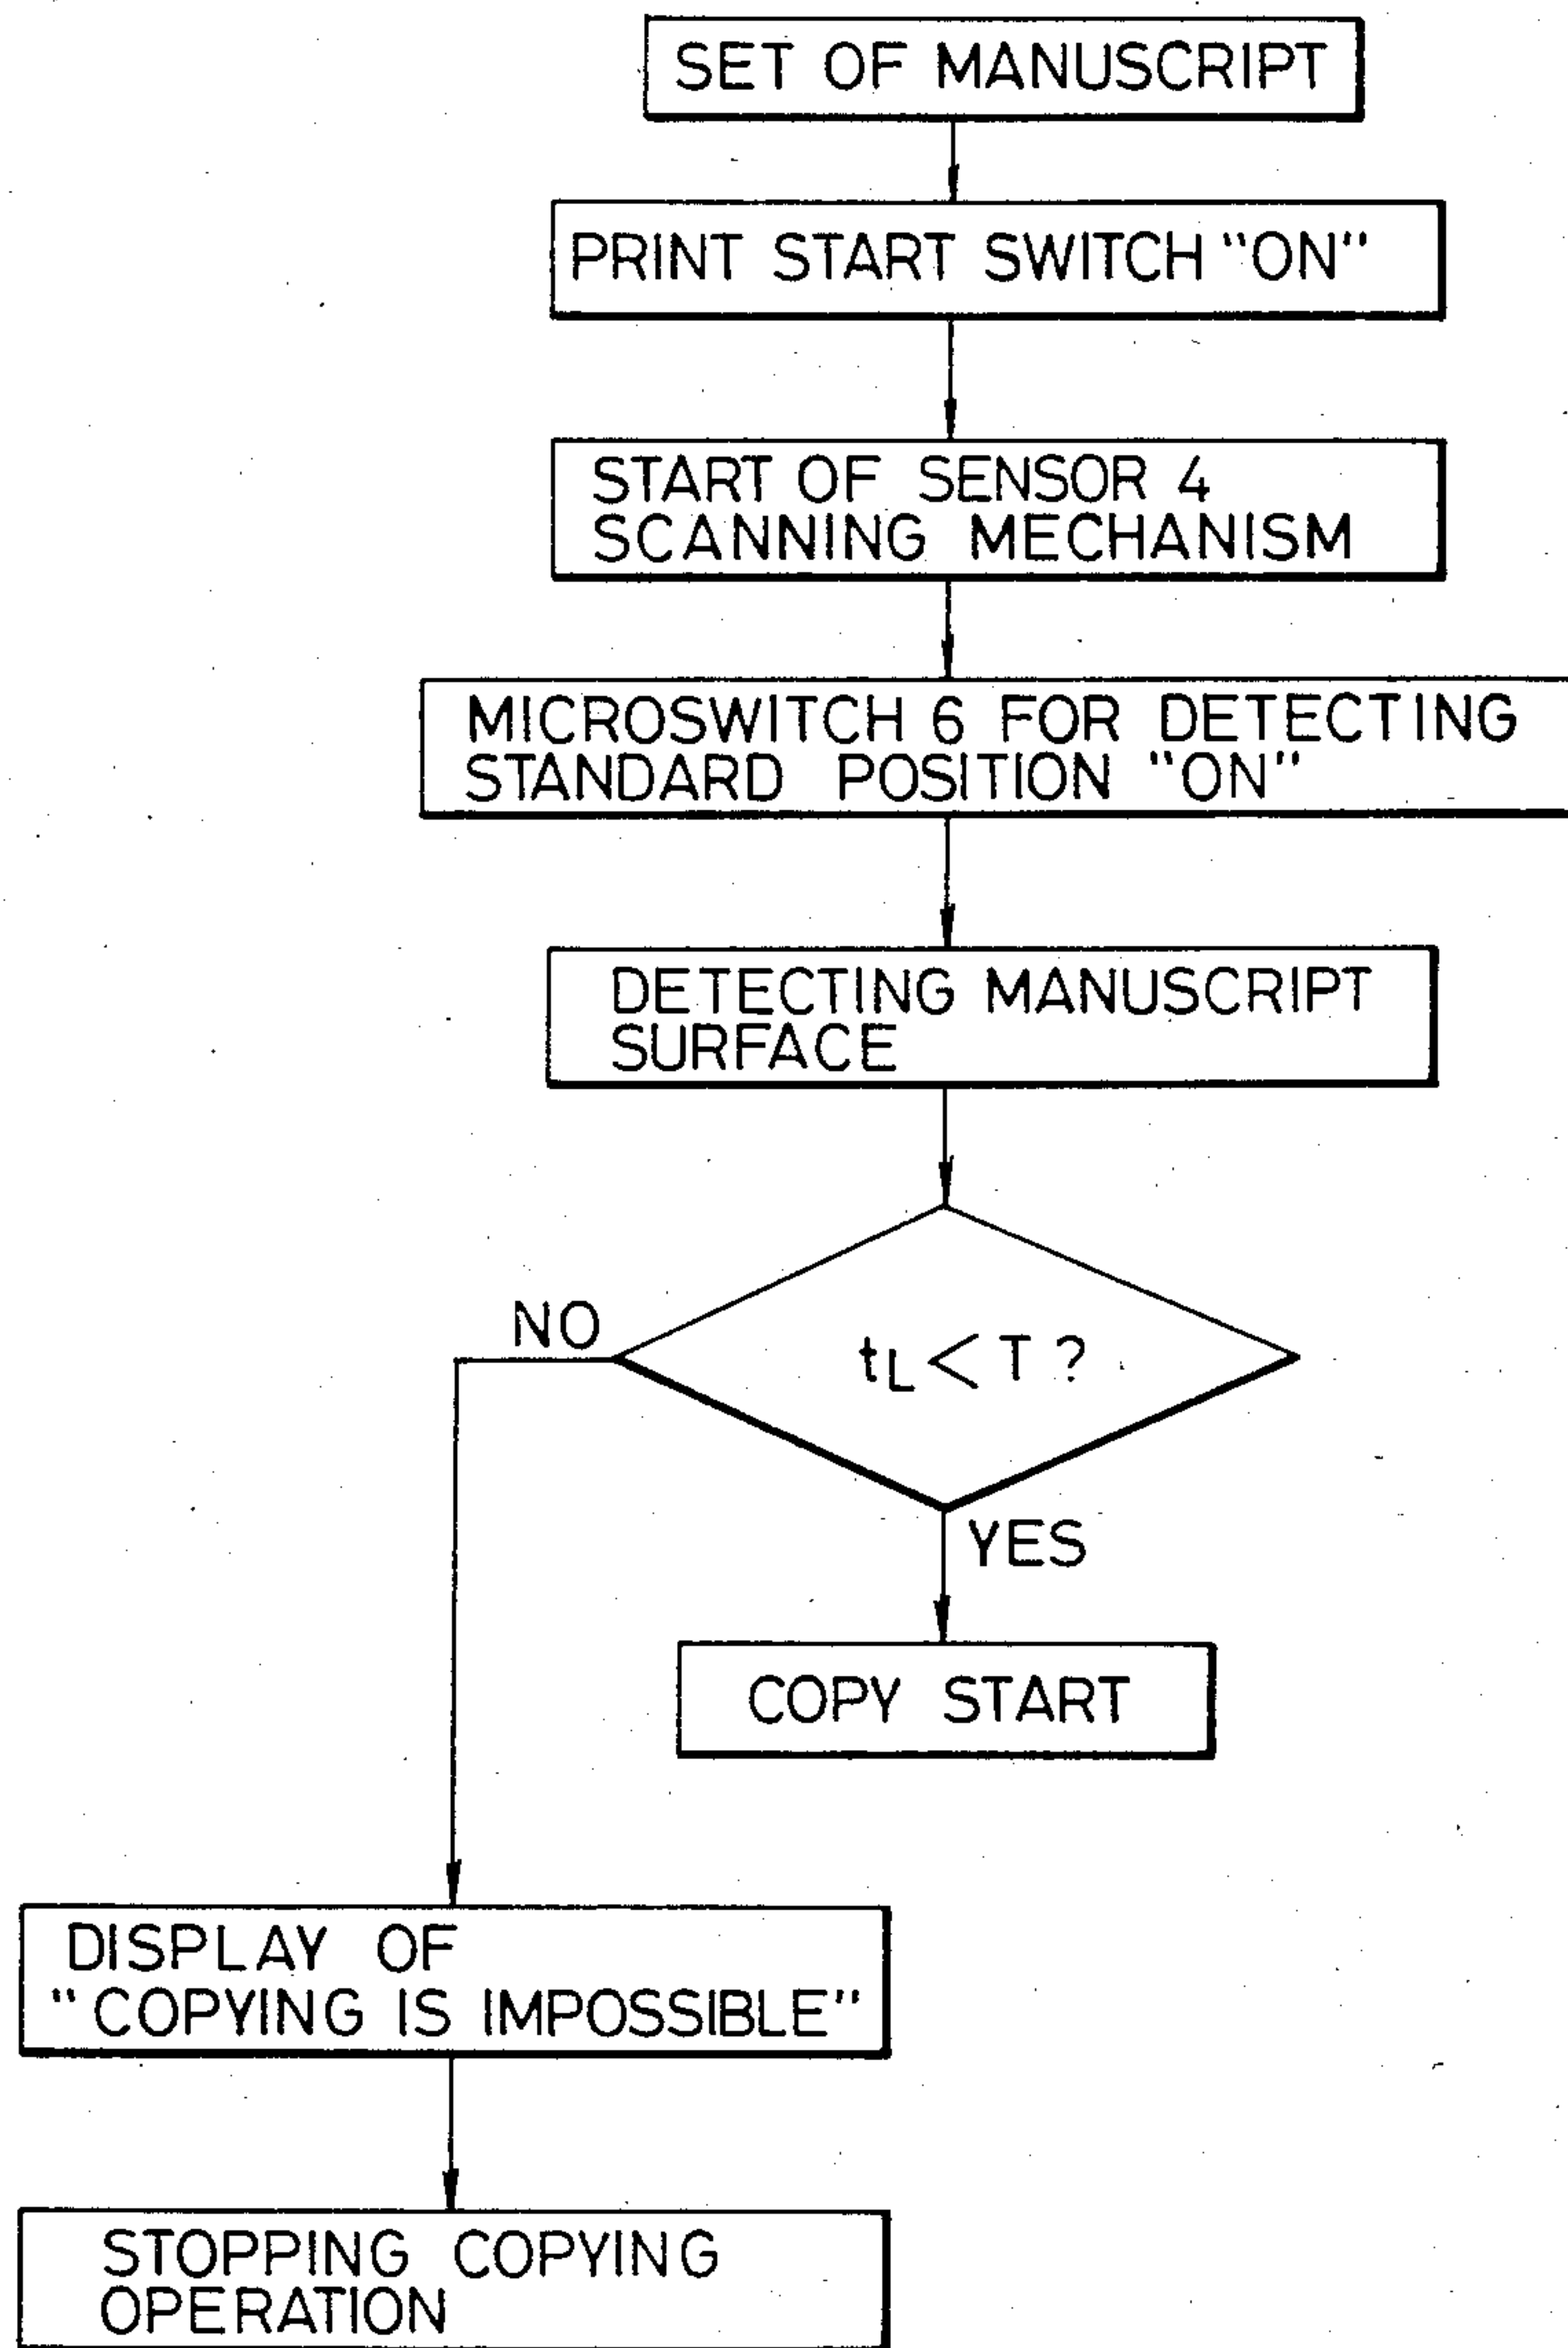 SET OF MANUSCRIPT
PRINT START SWITCH "ON"
START OF SENSOR 4
SCANNING MECHANISM
MICROSWITCH 6 FOR DETECTING
STANDARD POSITION "ON"
DETECTING MANUSCRIPT
SURFACE
NO
tL<T?
YES
COPY START
DISPLAY OF
"COPYING IS IMPOSSIBLE"
STOPPING COPYING
OPERATION